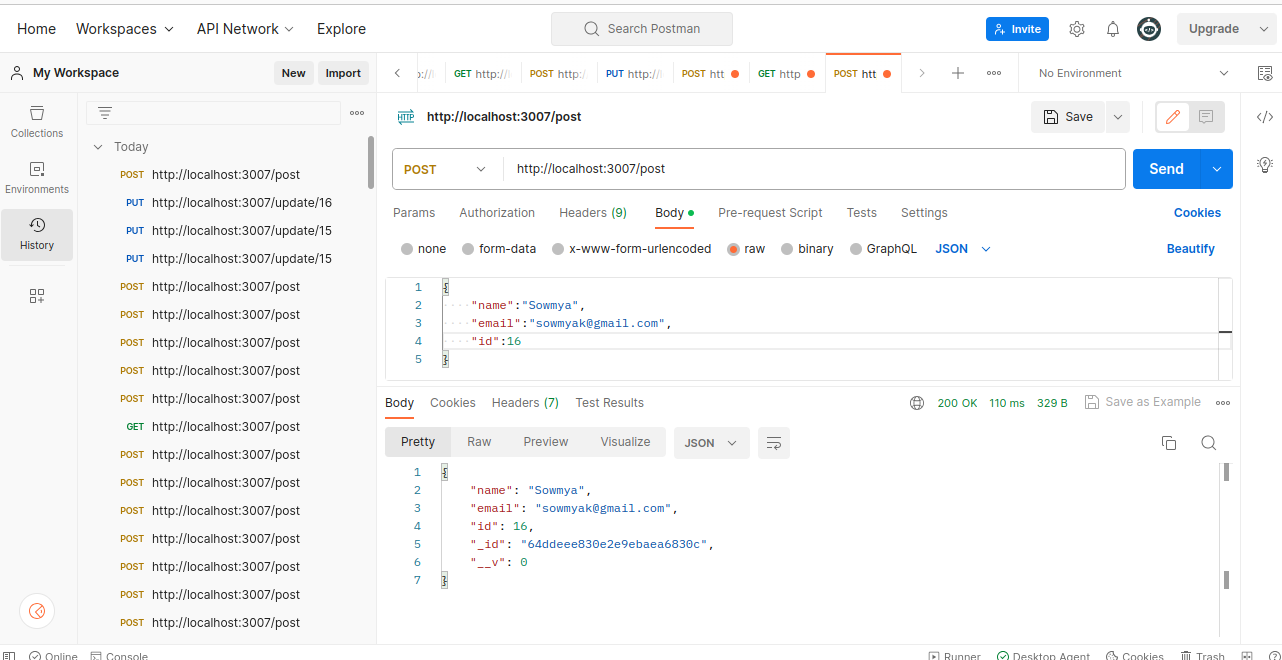 Home Workspaces API Network Explore Search Postman Invite Upgrade
My Workspace New Import GET http://l POST http:/ PUT http://l POST htt GET http POST htt No Environment
Collections
Environments
History
Today
POST http://localhost:3007/post
PUT http://localhost:3007/update/16
PUT http://localhost:3007/update/15
PUT http://localhost:3007/update/15
POST http://localhost:3007/post
POST http://localhost:3007/post
POST http://localhost:3007/post
POST http://localhost:3007/post
POST http://localhost:3007/post
GET http://localhost:3007/post
POST http://localhost:3007/post
POST http://localhost:3007/post
POST http://localhost:3007/post
POST http://localhost:3007/post
POST http://localhost:3007/post
POST http://localhost:3007/post
POST http://localhost:3007/post
HTTP http://localhost:3007/post Save </>
POST http://localhost:3007/post Send
Params Authorization Headers (9) Body Pre-request Script Tests Settings Cookies
none form-data x-www-form-urlencoded raw binary GraphQL JSON Beautify
1 {
2 "name":"Sowmya",
3 "email":"sowmyak@gmail.com",
4 "id":16
5 }
Body Cookies Headers (7) Test Results 200 OK 110 ms 329 B Save as Example
Pretty Raw Preview Visualize JSON
1 {
2 "name": "Sowmya",
3 "email": "sowmyak@gmail.com",
4 "id": 16,
5 "_id": "64ddeee830e2e9ebaea6830c",
6 "__v": 0
7 }
Online Console Runner Desktop Agent Cookies Trash